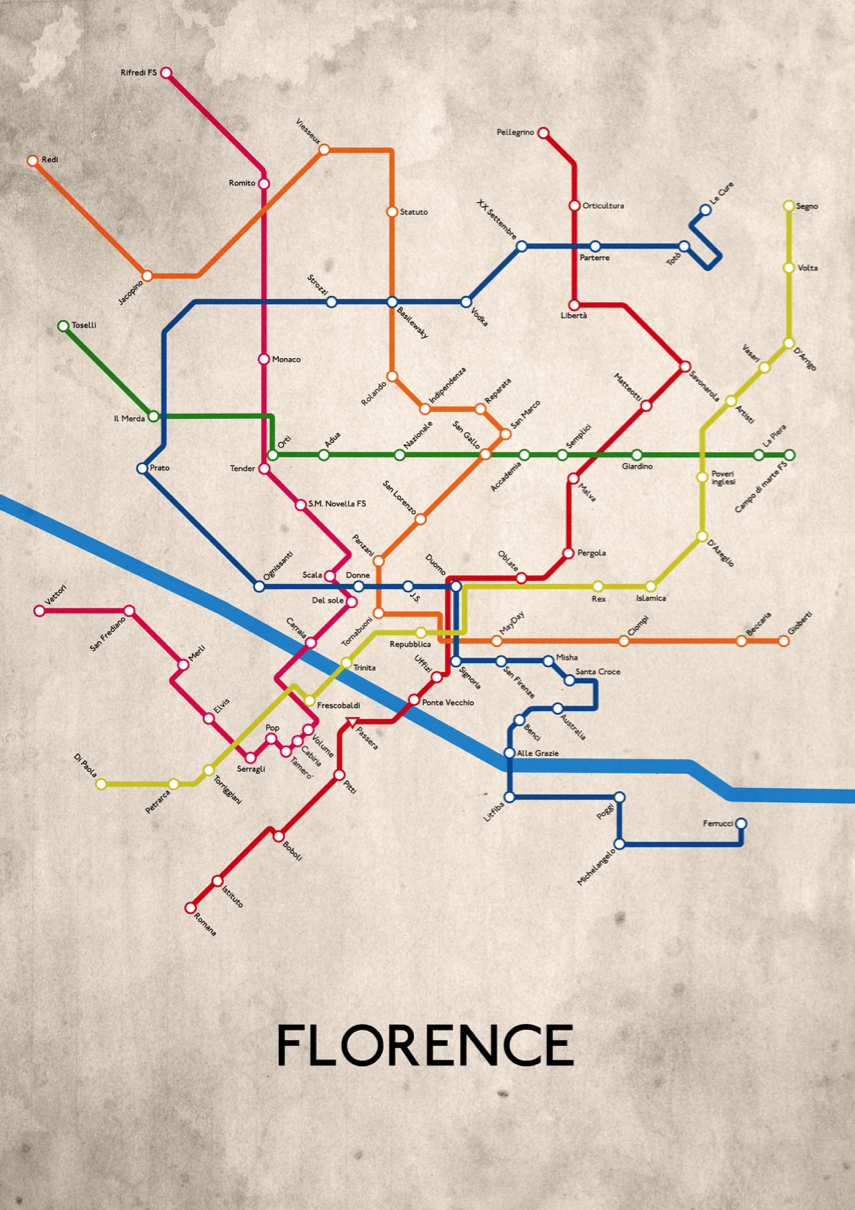 Rifredi FS
Viesseux
Pellegrino
Redi
Romito
Le Cure
Statuto
XX Settembre
Orticultura
Segno
Parterre
Totò
Volta
Jacopino
Strozzi
Basilewsky
Vodka
Libertà
Toselli
D'Arrigo
Monaco
Vasari
Savonarola
Rolando
Indipendenza
Reparata
Matteotti
Artisti
Il Merda
San Marco
Orti
Adua
Nazionale
San Gallo
Semplici
La Piera
Prato
Tender
Accademia
Giardino
Campo di marte FS
Malva
Poveri
inglesi
S.M. Novella FS
San Lorenzo
Panzani
Pergola
D'Azeglio
Ognissanti
Scala
Donne
J.S.
Duomo
Oblate
Rex
Islamica
Vettori
San Frediano
Del sole
Carraia
Tornabuoni
Repubblica
MayDay
Ciompi
Beccaria
Gioberti
Merli
Trinita
Uffizi
Signoria
San Firenze
Misha
Santa Croce
Elvis
Frescobaldi
Ponte Vecchio
Australia
Benci
Pop
Volume
Passera
Serragli
Tamerò
Cabiria
Alle Grazie
Di Paola
Petrarca
Torrigiani
Pitti
Litfiba
Poggi
Ferrucci
Boboli
Michelangelo
Istituto
Romana
FLORENCE